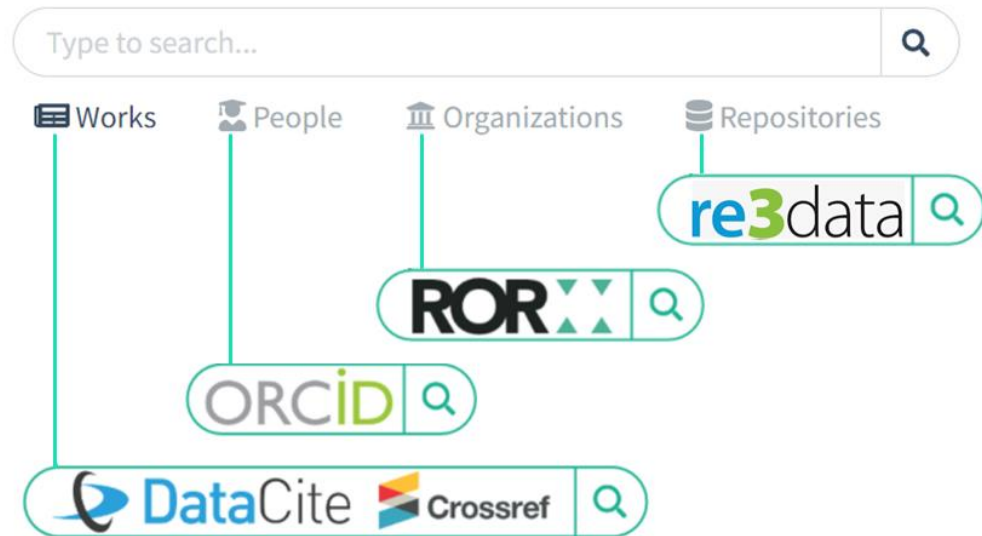 Type to search...
Works People Organizations Repositories
re3data
ROR
ORCID
DataCite Crossref